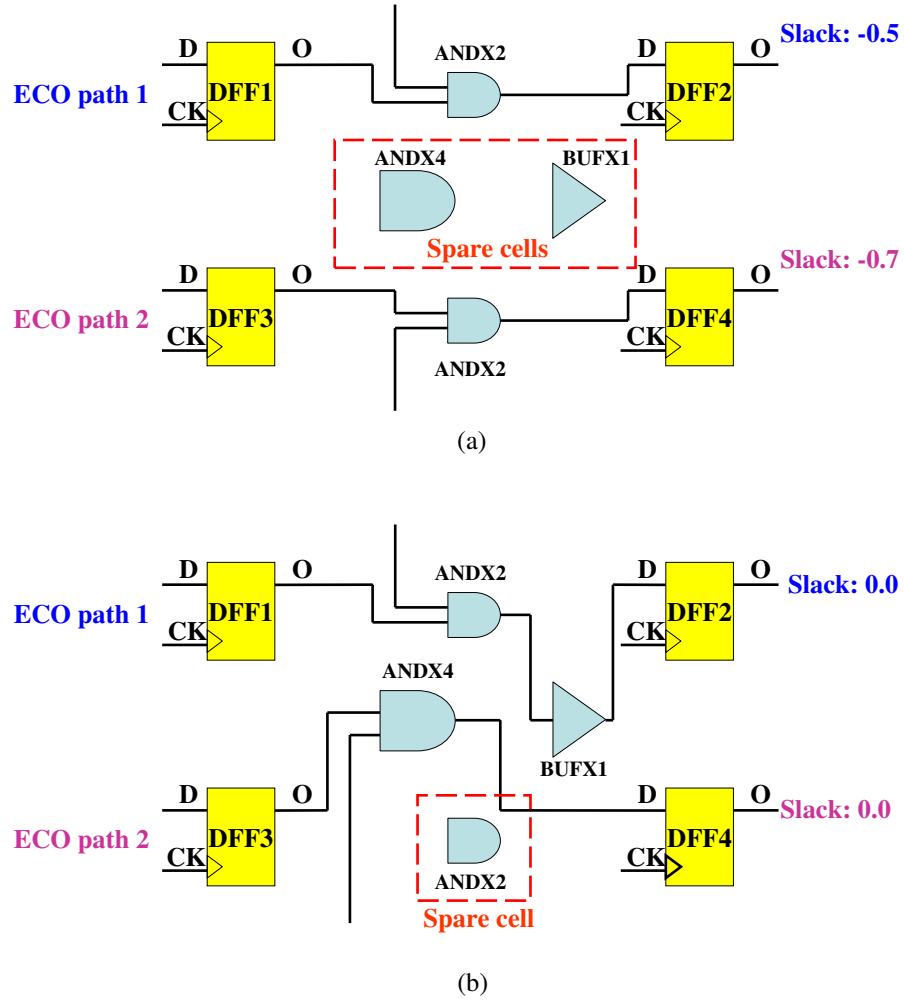 Slack: -0.5
ANDX2
D O D O
ECO path 1 DFF1 DFF2
CK CK
ANDX4 BUFX1
Spare cells
Slack: -0.7
D O D O
ECO path 2 DFF3 DFF4
CK CK
ANDX2
(a)
ANDX2
D O D O Slack: 0.0
ECO path 1 DFF1 DFF2
CK CK
ANDX4
BUFX1
D O D O Slack: 0.0
ECO path 2 DFF3 DFF4
CK CK
ANDX2
Spare cell
(b)